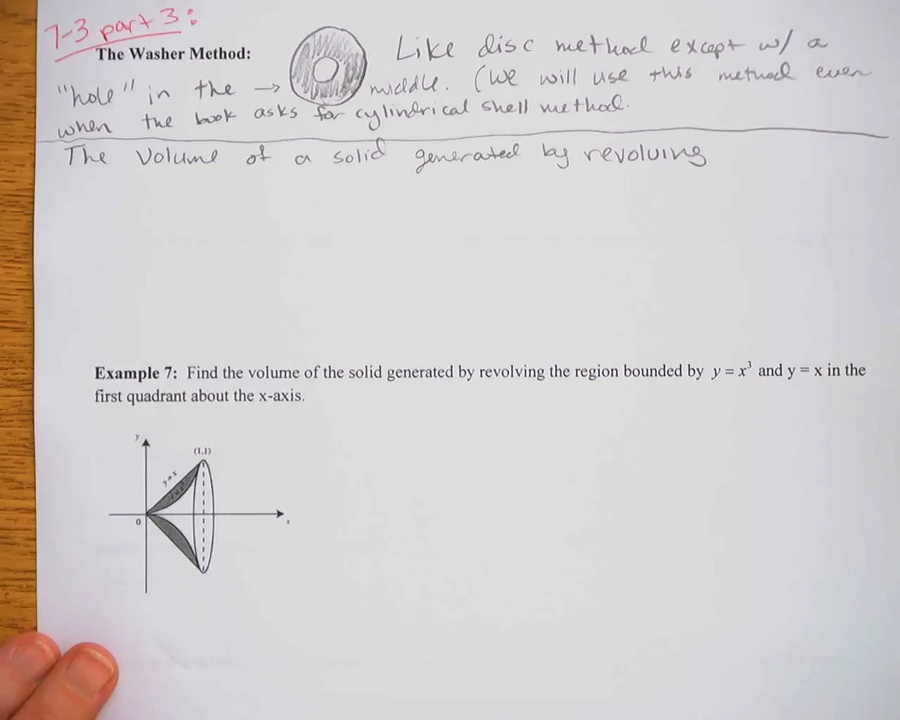 7-3 part 3:
The Washer Method: Like disc method except w/ a
"hole" in the → middle. (We will use this method even
when the book asks for cylindrical shell method.
The Volume of a solid generated by revolving
Example 7: Find the volume of the solid generated by revolving the region bounded by y = x³ and y = x in the
first quadrant about the x-axis.
y
(1,1)
y = x
0
x